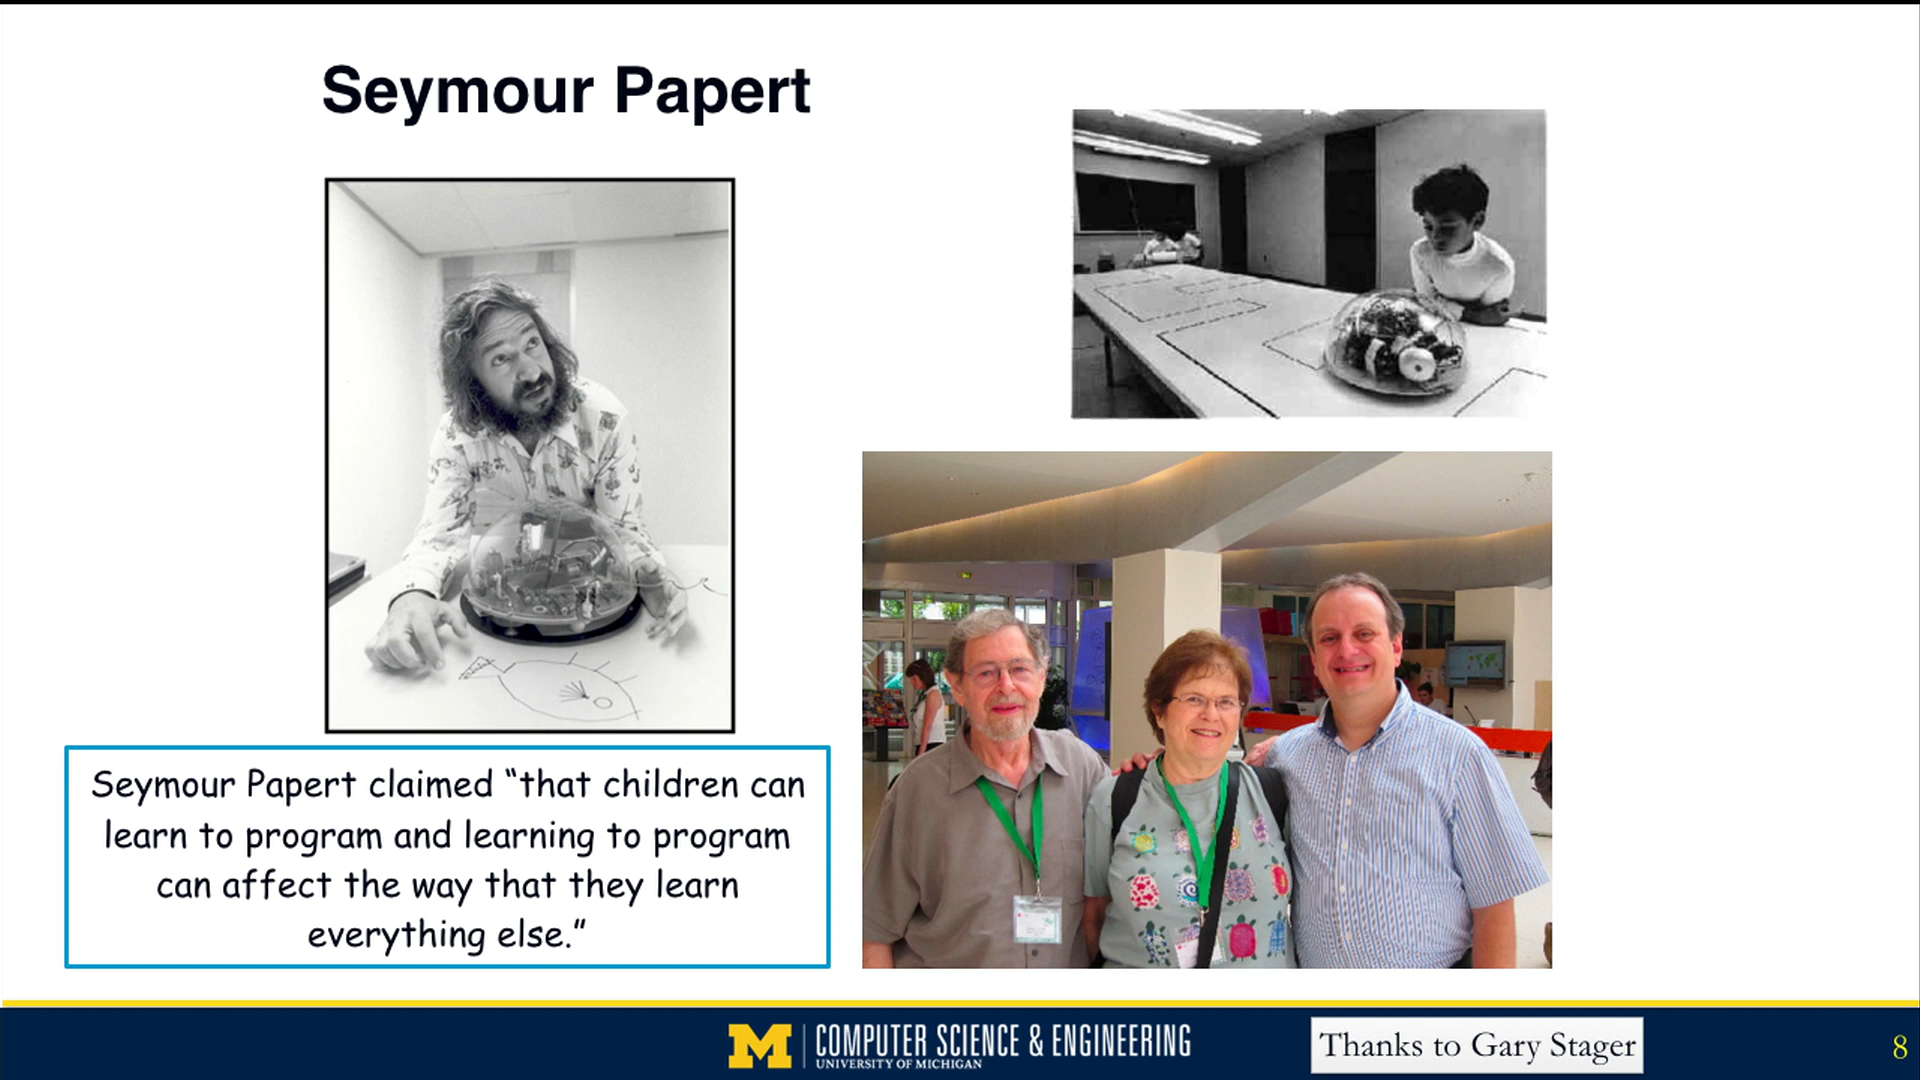 Seymour Papert
Seymour Papert claimed “that children can
learn to program and learning to program
can affect the way that they learn
everything else.”
M
COMPUTER SCIENCE & ENGINEERING
UNIVERSITY OF MICHIGAN
Thanks to Gary Stager
8